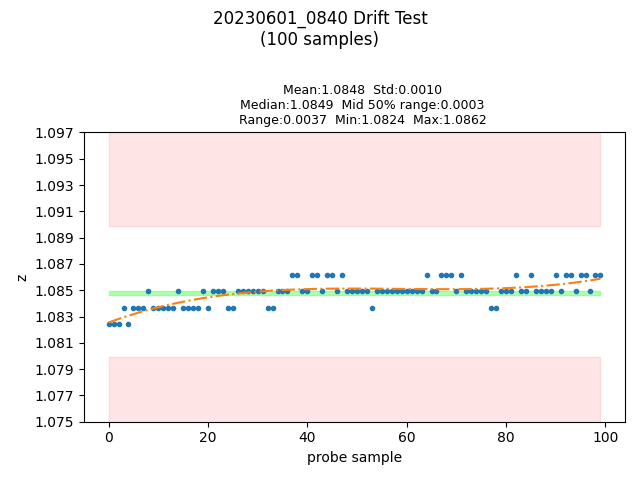 20230601_0840 Drift Test
(100 samples)
Mean:1.0848  Std:0.0010
Median:1.0849  Mid 50% range:0.0003
Range:0.0037  Min:1.0824  Max:1.0862
1.097
1.095
1.093
1.091
1.089
1.087
1.085
1.083
1.081
1.079
1.077
1.075
z
0 20 40 60 80 100
probe sample